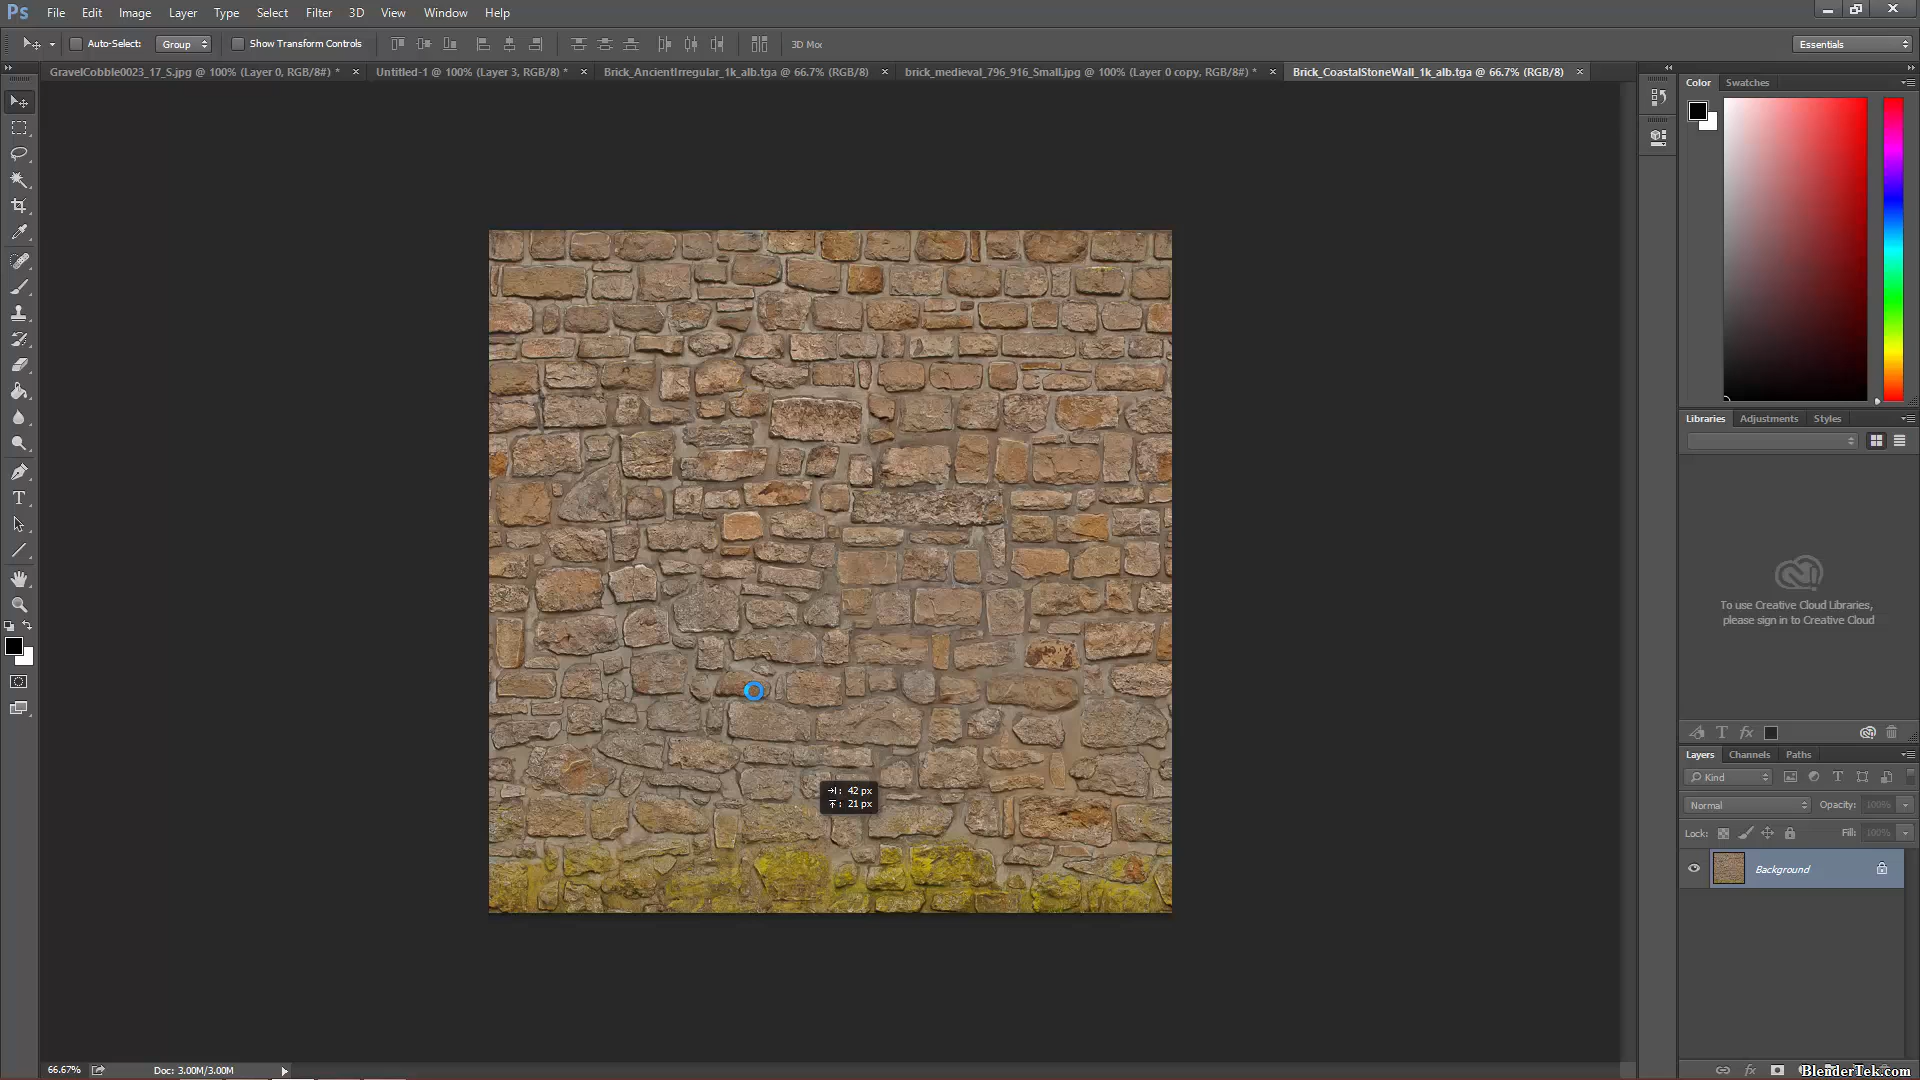 Ps File Edit Image Layer Type Select Filter 3D View Window Help
Auto-Select: Group Show Transform Controls 3D Mo Essentials
GravelCobble0023_17_S.jpg @ 100% (Layer 0, RGB/8#) * × Untitled-1 @ 100% (Layer 3, RGB/8) * × Brick_AncientIrregular_1k_alb.tga @ 66.7% (RGB/8) × brick_medieval_796_916_Small.jpg @ 100% (Layer 0 copy, RGB/8#) * × Brick_CoastalStoneWall_1k_alb.tga @ 66.7% (RGB/8) ×
Color Swatches
Libraries Adjustments Styles
To use Creative Cloud Libraries,
please sign in to Creative Cloud
Layers Channels Paths
Kind
Normal Opacity: 100%
Lock: Fill: 100%
Background
: 42 px
: 21 px
66.67% Doc: 3.00M/3.00M
BlenderTek.com